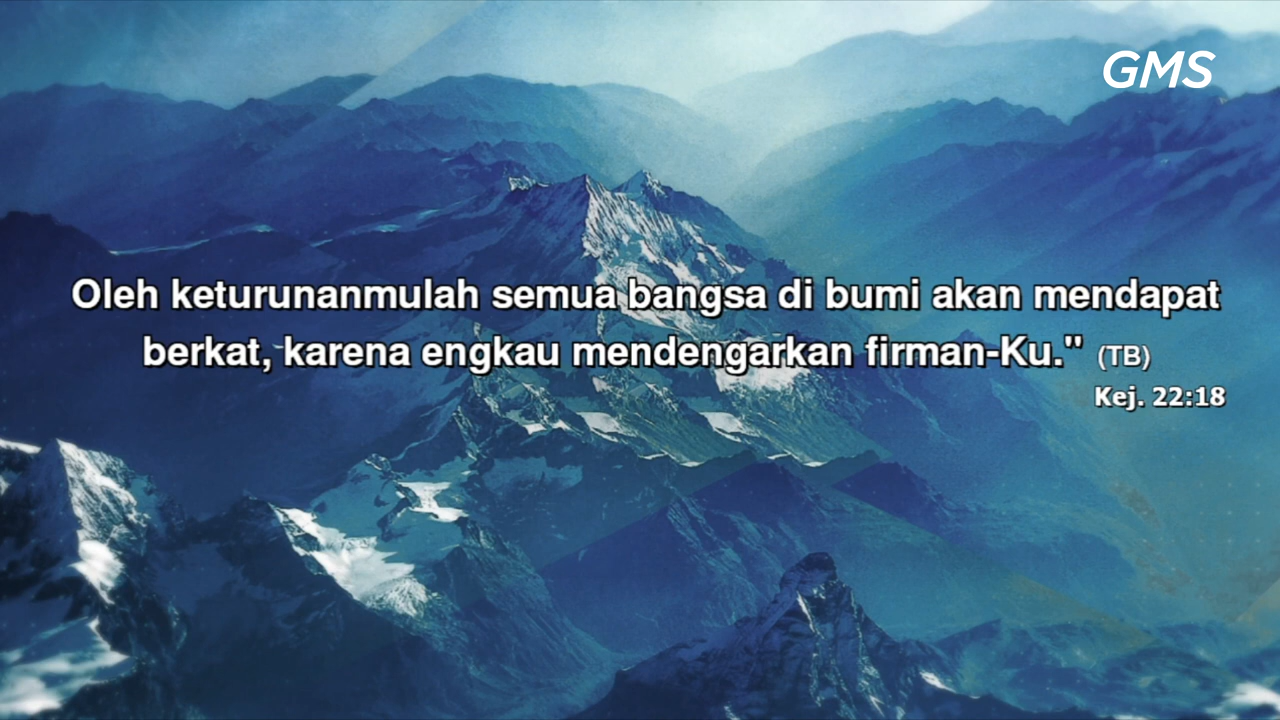 GMS
Oleh keturunanmulah semua bangsa di bumi akan mendapat
berkat, karena engkau mendengarkan firman-Ku." (TB)
Kej. 22:18